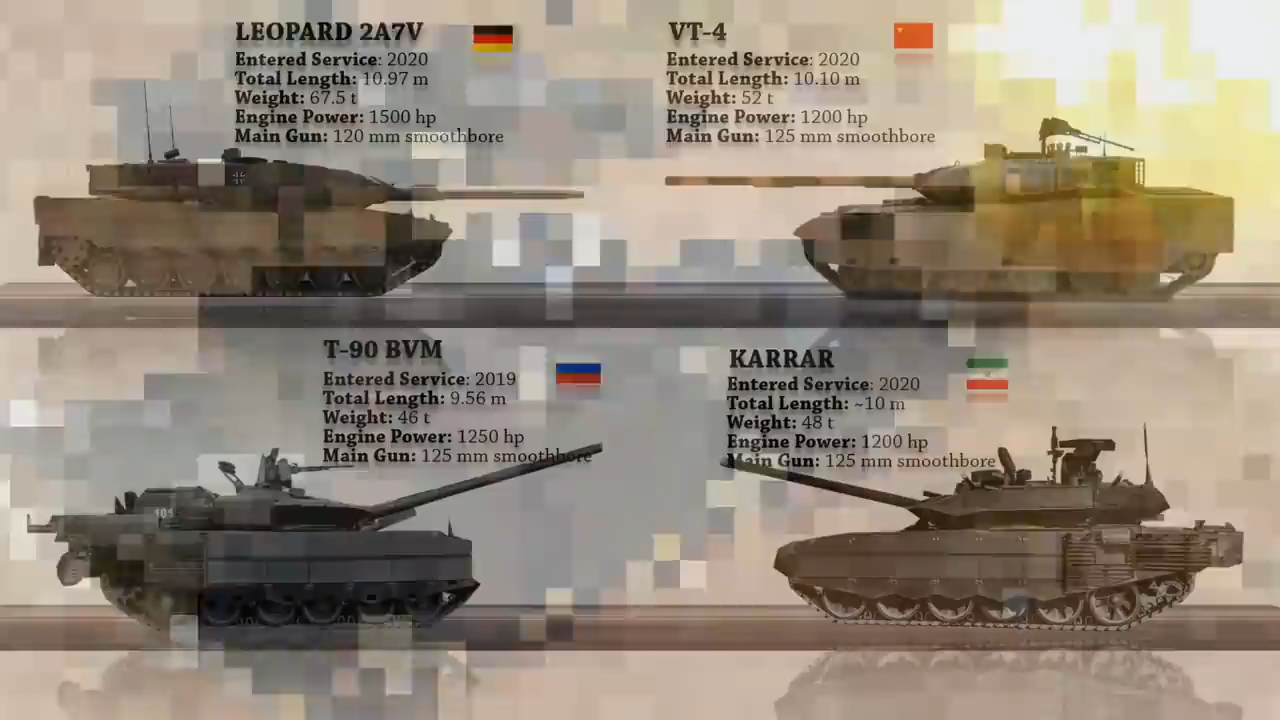 LEOPARD 2A7V
Entered Service: 2020
Total Length: 10.97 m
Weight: 67.5 t
Engine Power: 1500 hp
Main Gun: 120 mm smoothbore
VT-4
Entered Service: 2020
Total Length: 10.10 m
Weight: 52 t
Engine Power: 1200 hp
Main Gun: 125 mm smoothbore
T-90 BVM
Entered Service: 2019
Total Length: 9.56 m
Weight: 46 t
Engine Power: 1250 hp
Main Gun: 125 mm smoothbore
101
KARRAR
Entered Service: 2020
Total Length: ~10 m
Weight: 48 t
Engine Power: 1200 hp
Main Gun: 125 mm smoothbore